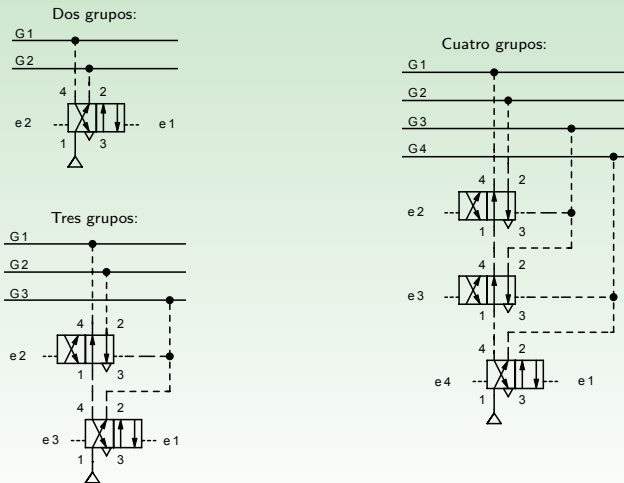 Dos grupos:
G1
G2
4 2
e2 e1
1 3
Tres grupos:
G1
G2
G3
4 2
e2
1 3
4 2
e3 e1
1 3
Cuatro grupos:
G1
G2
G3
G4
4 2
e2
1 3
4 2
e3
1 3
4 2
e4 e1
1 3